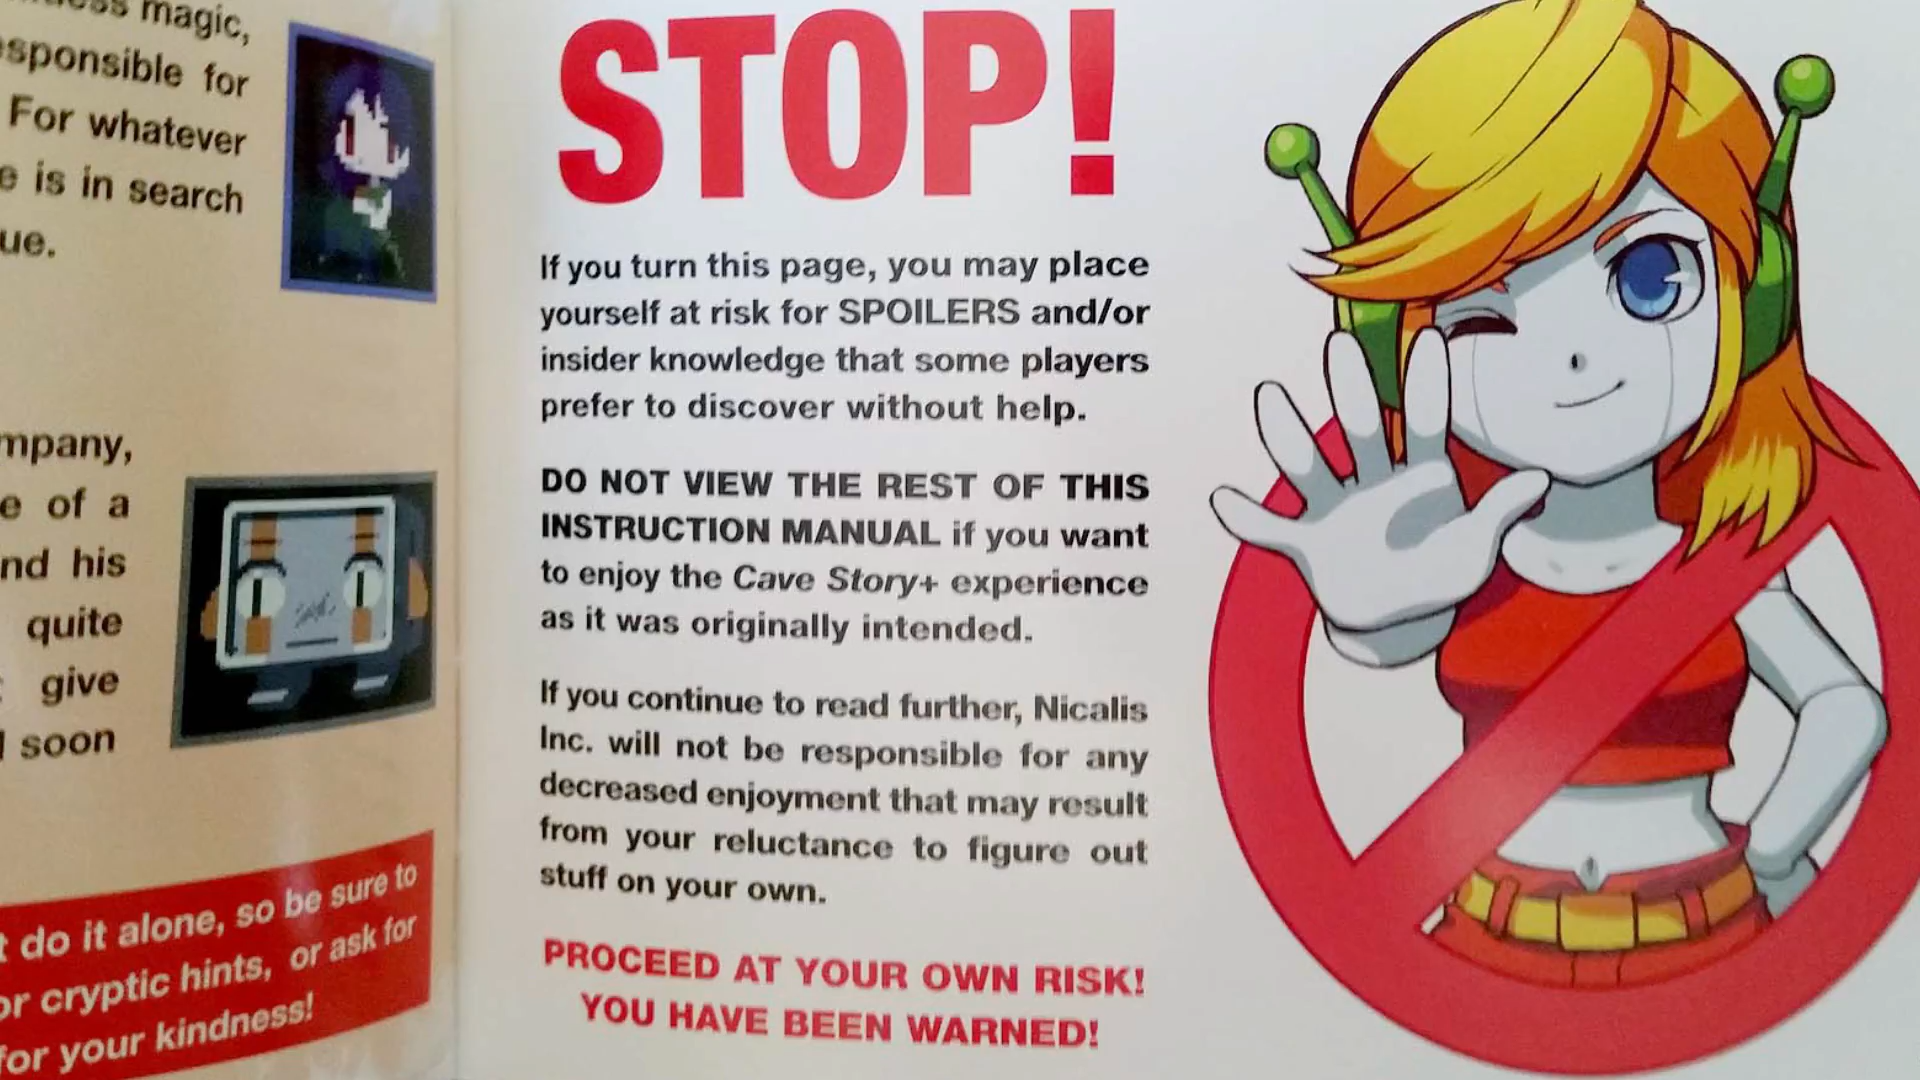 magic,
sponsible for
For whatever
e is in search
ue.
mpany,
e of a
nd his
quite
give
soon
t do it alone, so be sure to
or cryptic hints, or ask for
for your kindness!
STOP!
If you turn this page, you may place
yourself at risk for SPOILERS and/or
insider knowledge that some players
prefer to discover without help.
DO NOT VIEW THE REST OF THIS
INSTRUCTION MANUAL if you want
to enjoy the Cave Story+ experience
as it was originally intended.
If you continue to read further, Nicalis
Inc. will not be responsible for any
decreased enjoyment that may result
from your reluctance to figure out
stuff on your own.
PROCEED AT YOUR OWN RISK!
YOU HAVE BEEN WARNED!